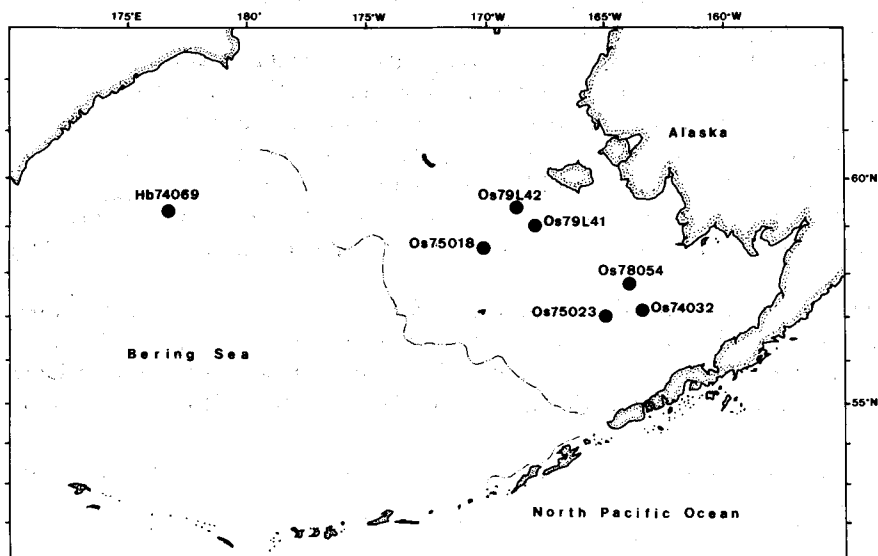 175°E 180° 170°W 165°W 160°W
Alaska
60°N
Hb74069
Os79L42
Os79L41
Os75018
Os78054
Os75023
Os74032
Bering Sea
55°N
North Pacific Ocean